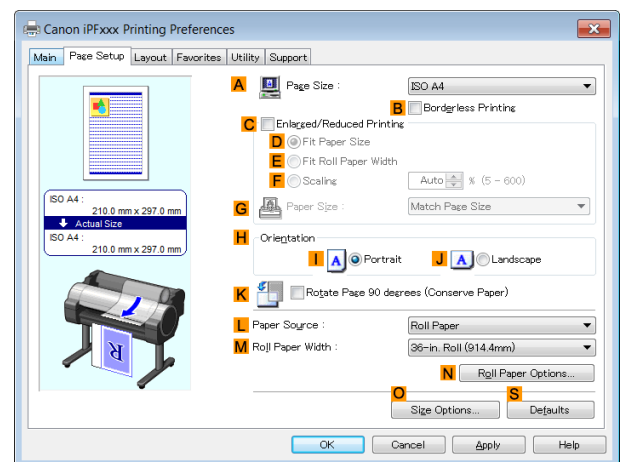 Canon iPFxxx Printing Preferences
Main Page Setup Layout Favorites Utility Support
A Page Size : ISO A4
B Borderless Printing
C Enlarged/Reduced Printing
D Fit Paper Size
E Fit Roll Paper Width
F Scaling Auto % (5 - 600)
ISO A4 :
210.0 mm x 297.0 mm
Actual Size
ISO A4 :
210.0 mm x 297.0 mm
G Paper Size : Match Page Size
H Orientation
I A Portrait J A Landscape
K Rotate Page 90 degrees (Conserve Paper)
L Paper Source : Roll Paper
M Roll Paper Width : 36-in. Roll (914.4mm)
R
N Roll Paper Options...
O S
Size Options... Defaults
OK Cancel Apply Help